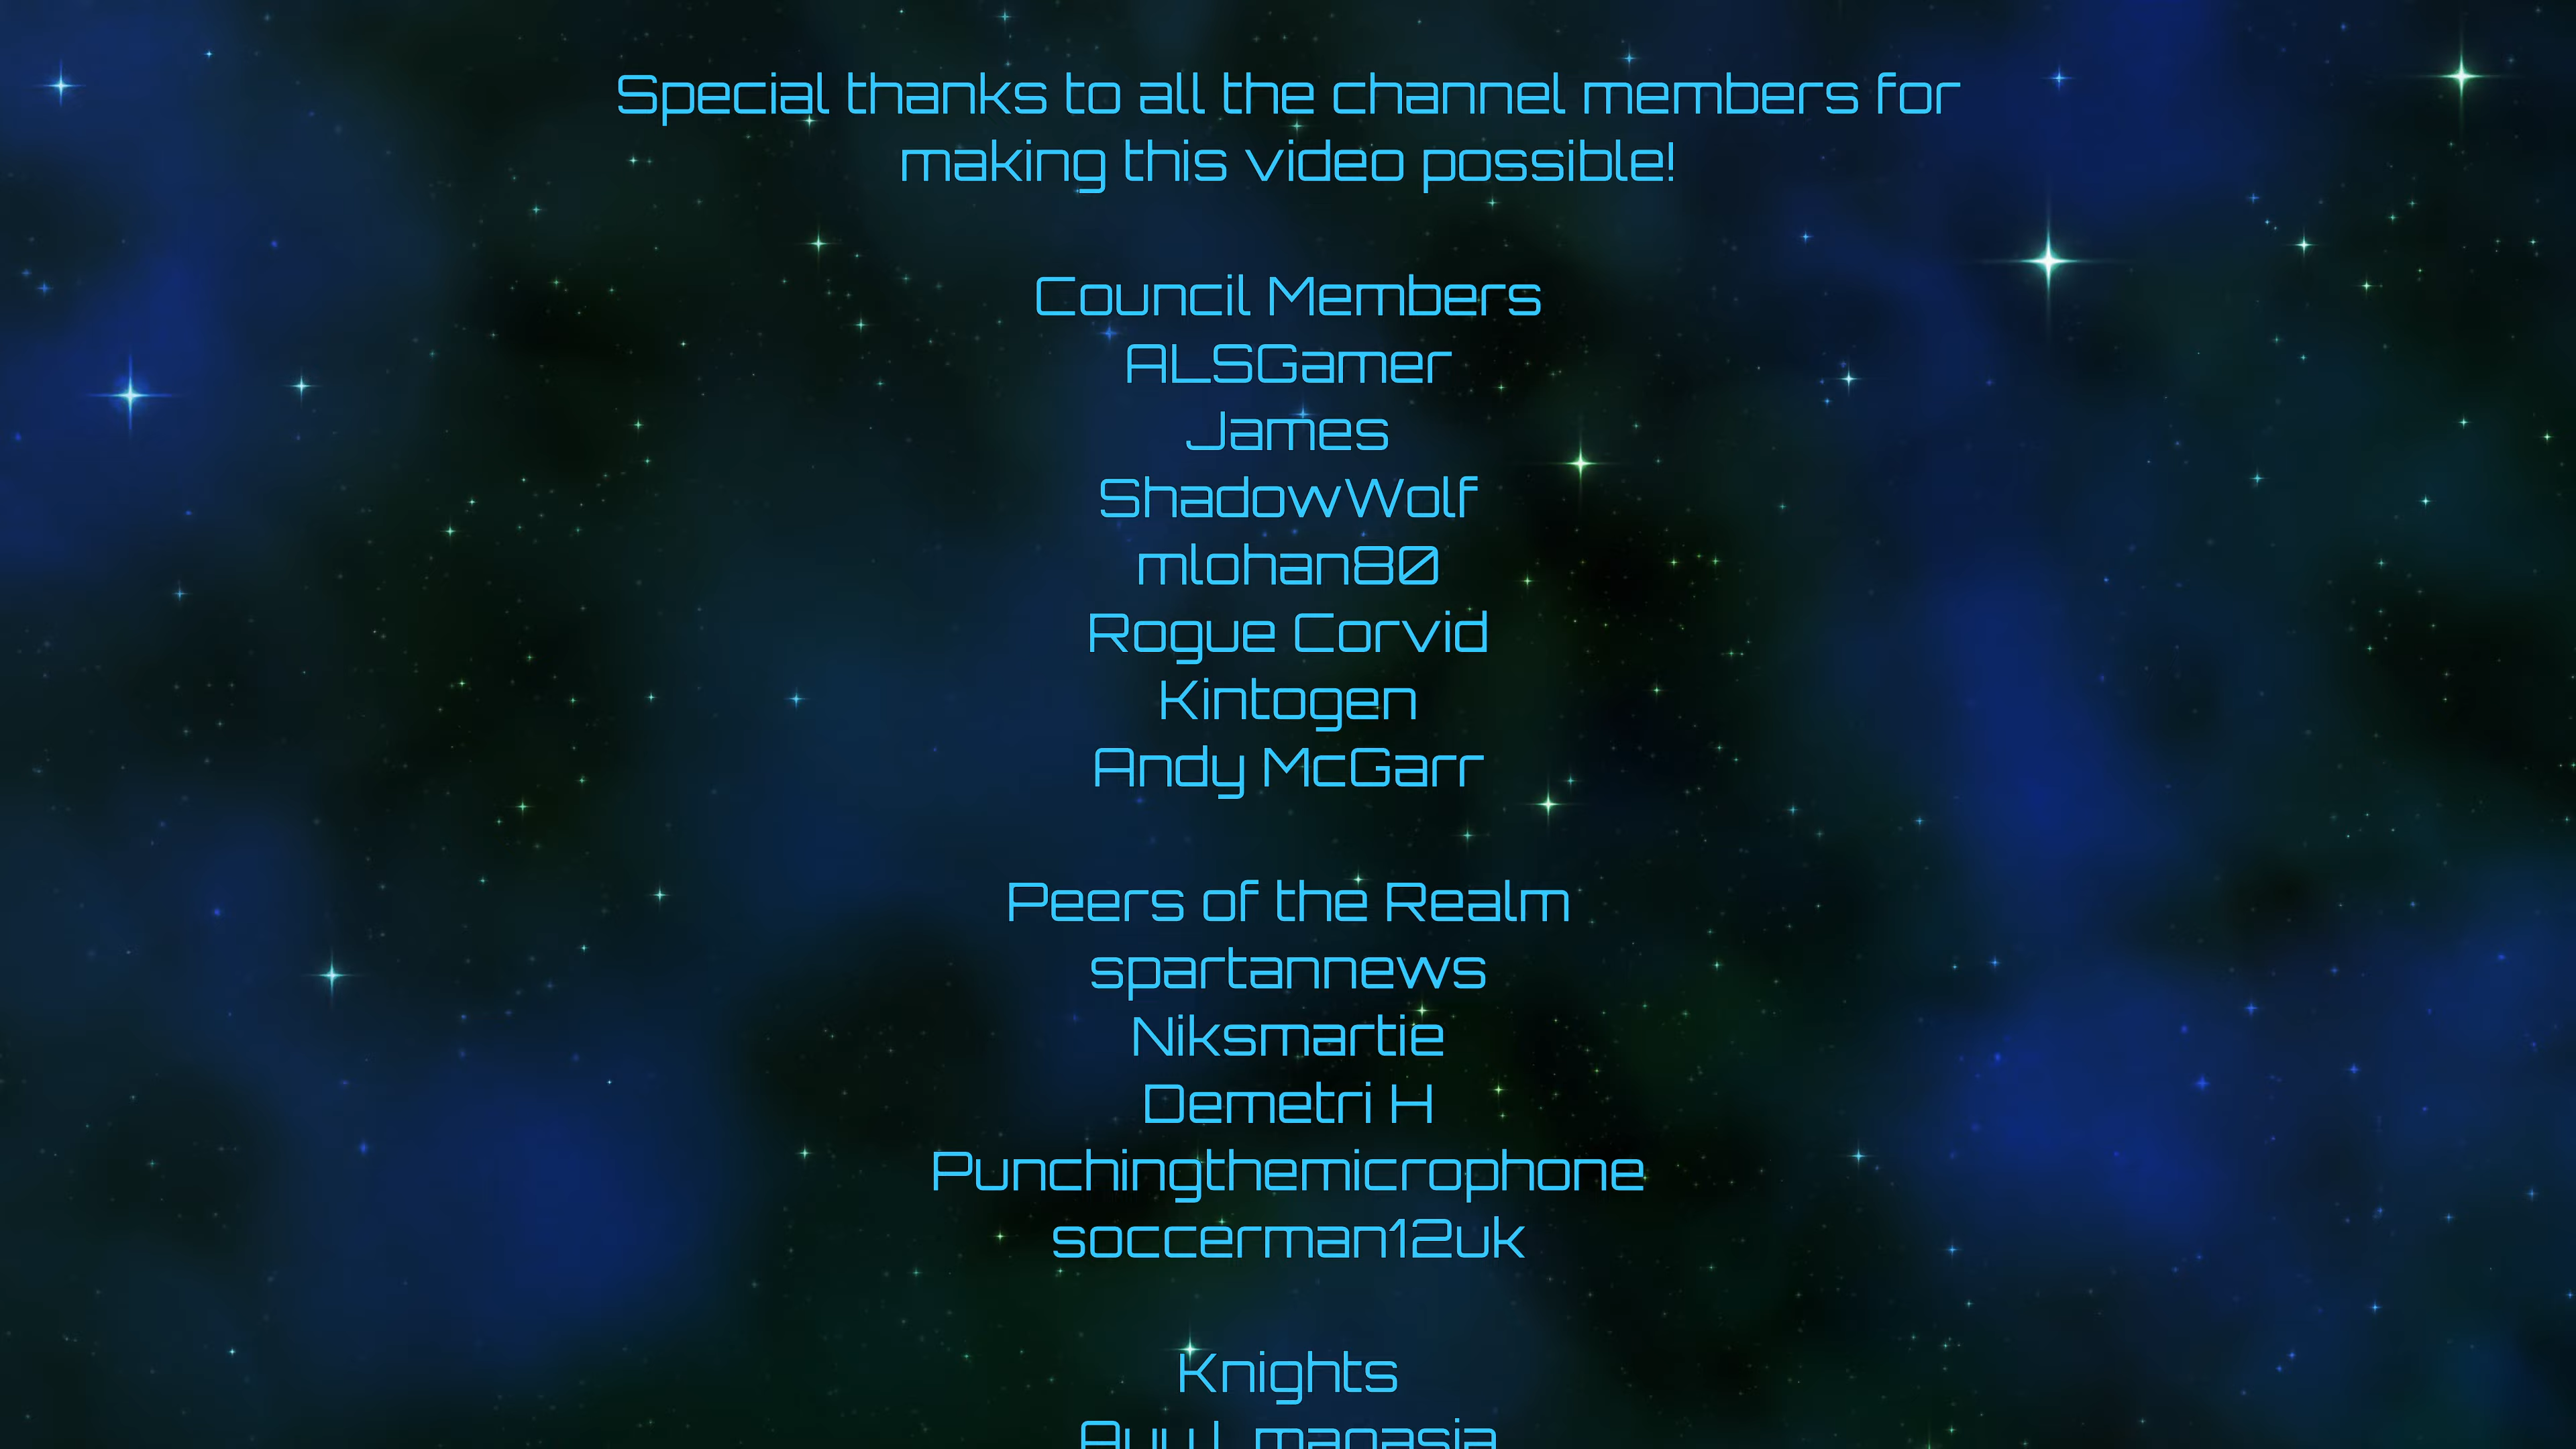 Special thanks to all the channel members for
making this video possible!
Council Members
ALSGamer
James
ShadowWolf
mlohan80
Rogue Corvid
Kintogen
Andy McGarr
Peers of the Realm
spartannews
Niksmartie
Demetri H
Punchingthemicrophone
soccerman12uk
Knights